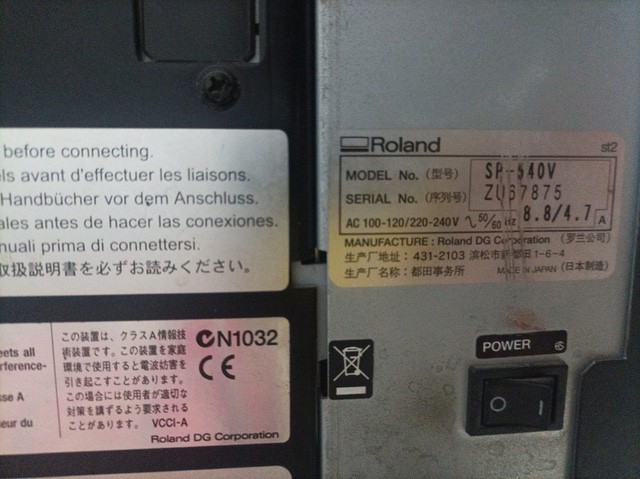 before connecting.
els avant d'effectuer les liaisons.
Handbücher vor dem Anschluss.
ales antes de hacer las conexiones.
nuali prima di connettersi.
取扱説明書を必ずお読みください。
eets all
terference-
sse A
eur du
この装置は、クラスA情報技
術装置です。この装置を家庭
環境で使用すると電波妨害を
引き起こすことがあります。
この場合には使用者が適切な
対策を講ずるよう要求される
ことがあります。 VCCI-A
N1032
CE
Roland DG Corporation
Roland
st2
MODEL No. (型号) SP-540V
SERIAL No. (序列号) ZU67875
AC 100-120/220-240V 50/60 Hz 8.8/4.7 A
MANUFACTURE: Roland DG Corporation (罗兰公司)
生产厂地址: 431-2103 滨松市新都田1-6-4
生产厂名称: 都田事务所 MADE IN JAPAN (日本制造)
POWER